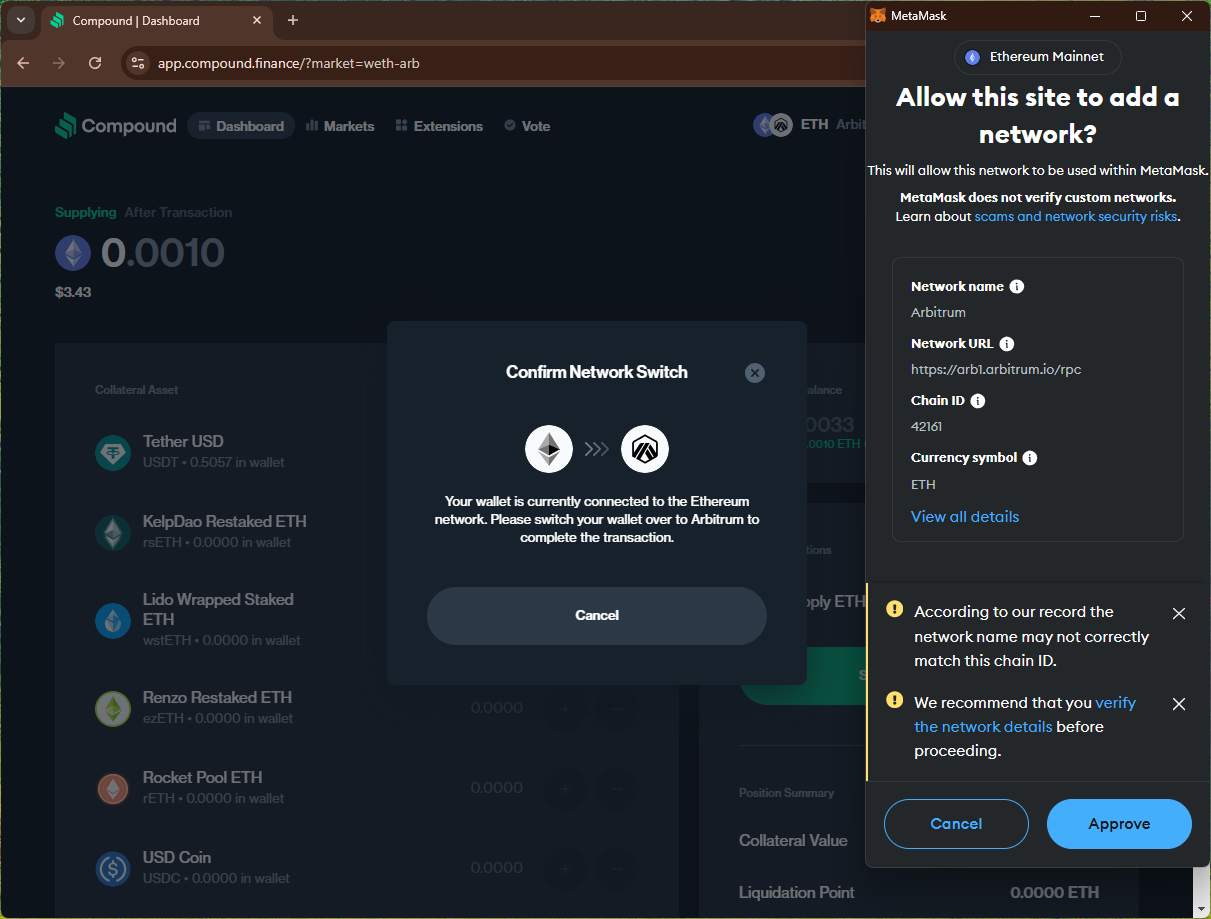 Compound | Dashboard
app.compound.finance/?market=weth-arb
Compound
Dashboard
Markets
Extensions
Vote
ETH Arbit
Supplying After Transaction
0.0010
$3.43
Collateral Asset
Tether USD
USDT • 0.5057 in wallet
KelpDao Restaked ETH
rsETH • 0.0000 in wallet
Lido Wrapped Staked
ETH
wstETH • 0.0000 in wallet
Renzo Restaked ETH
ezETH • 0.0000 in wallet
0.0000
Rocket Pool ETH
rETH • 0.0000 in wallet
0.0000
USD Coin
USDC • 0.0000 in wallet
0.0000
Confirm Network Switch
Your wallet is currently connected to the Ethereum
network. Please switch your wallet over to Arbitrum to
complete the transaction.
Cancel
alance
0033
0010 ETH
tions
pply ETH
S
Position Summary
Collateral Value
Liquidation Point
0.0000 ETH
MetaMask
Ethereum Mainnet
Allow this site to add a
network?
This will allow this network to be used within MetaMask.
MetaMask does not verify custom networks.
Learn about scams and network security risks.
Network name
Arbitrum
Network URL
https://arb1.arbitrum.io/rpc
Chain ID
42161
Currency symbol
ETH
View all details
According to our record the
network name may not correctly
match this chain ID.
We recommend that you verify
the network details before
proceeding.
Cancel
Approve